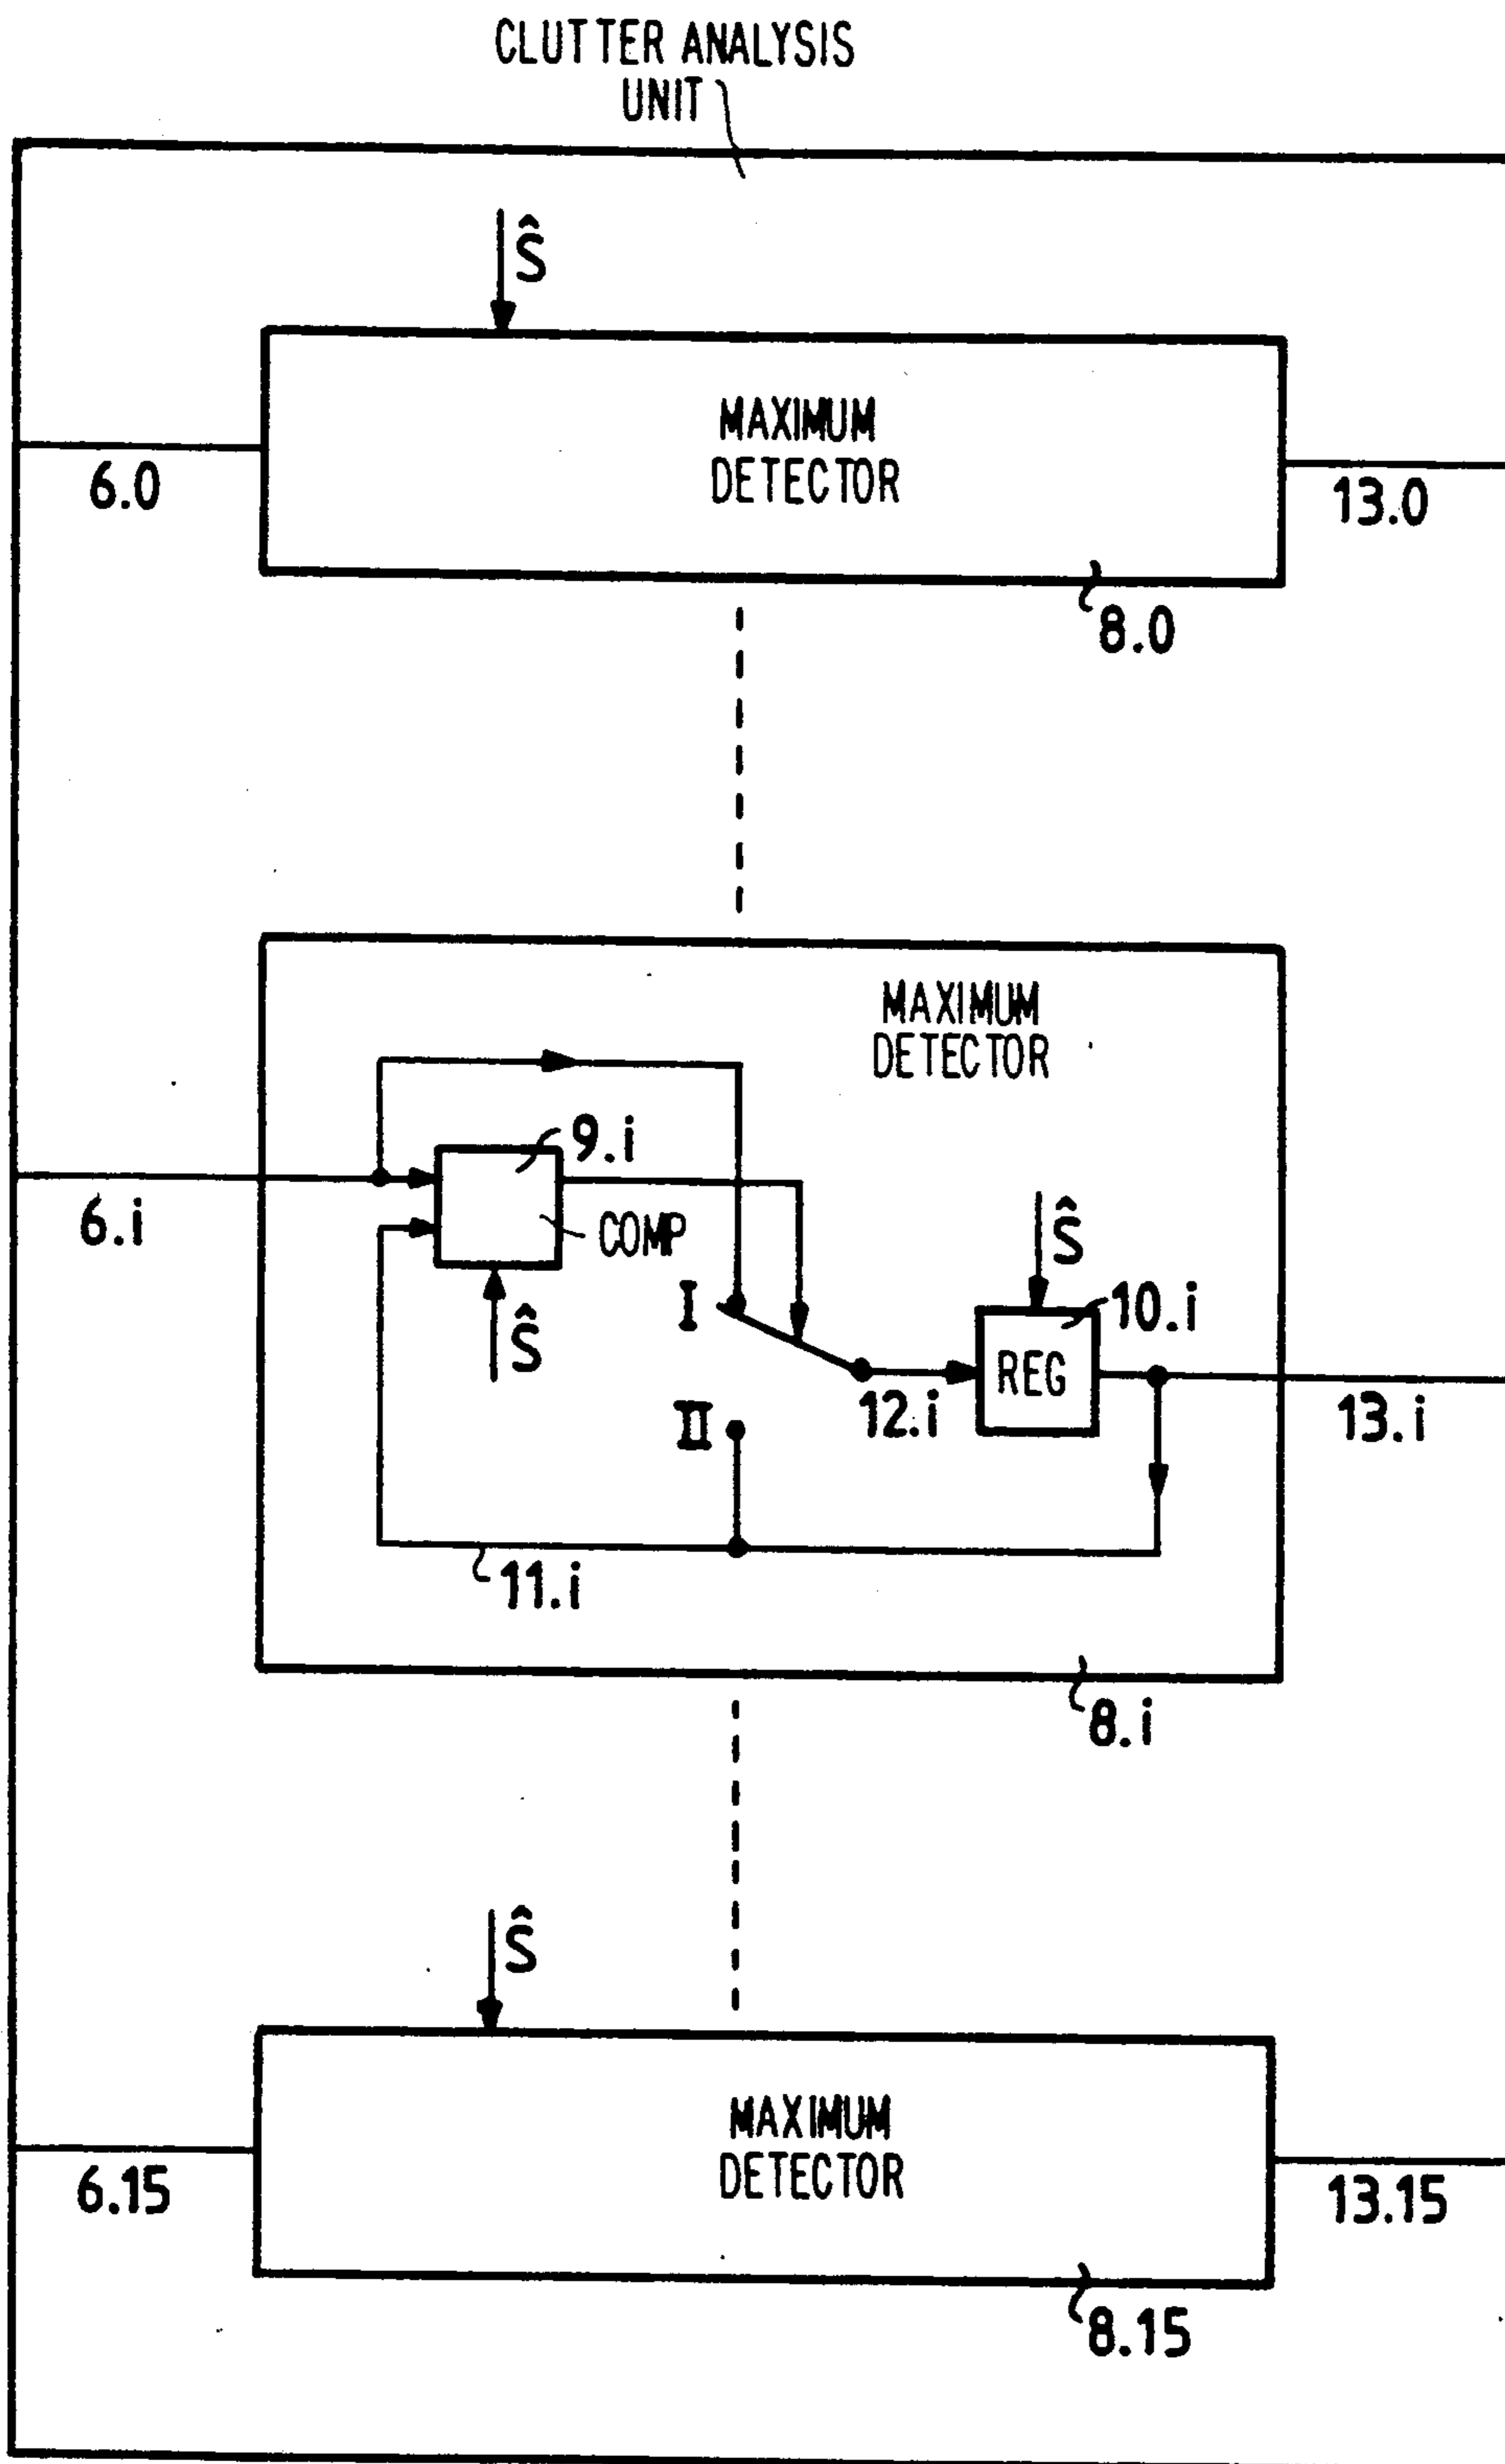 CLUTTER ANALYSIS
UNIT
Ŝ
MAXIMUM
DETECTOR
6.0
13.0
8.0
MAXIMUM
DETECTOR
9.i
6.i
COMP
Ŝ
I
Ŝ
10.i
REG
II
12.i
13.i
11.i
8.i
Ŝ
MAXIMUM
DETECTOR
6.15
13.15
8.15